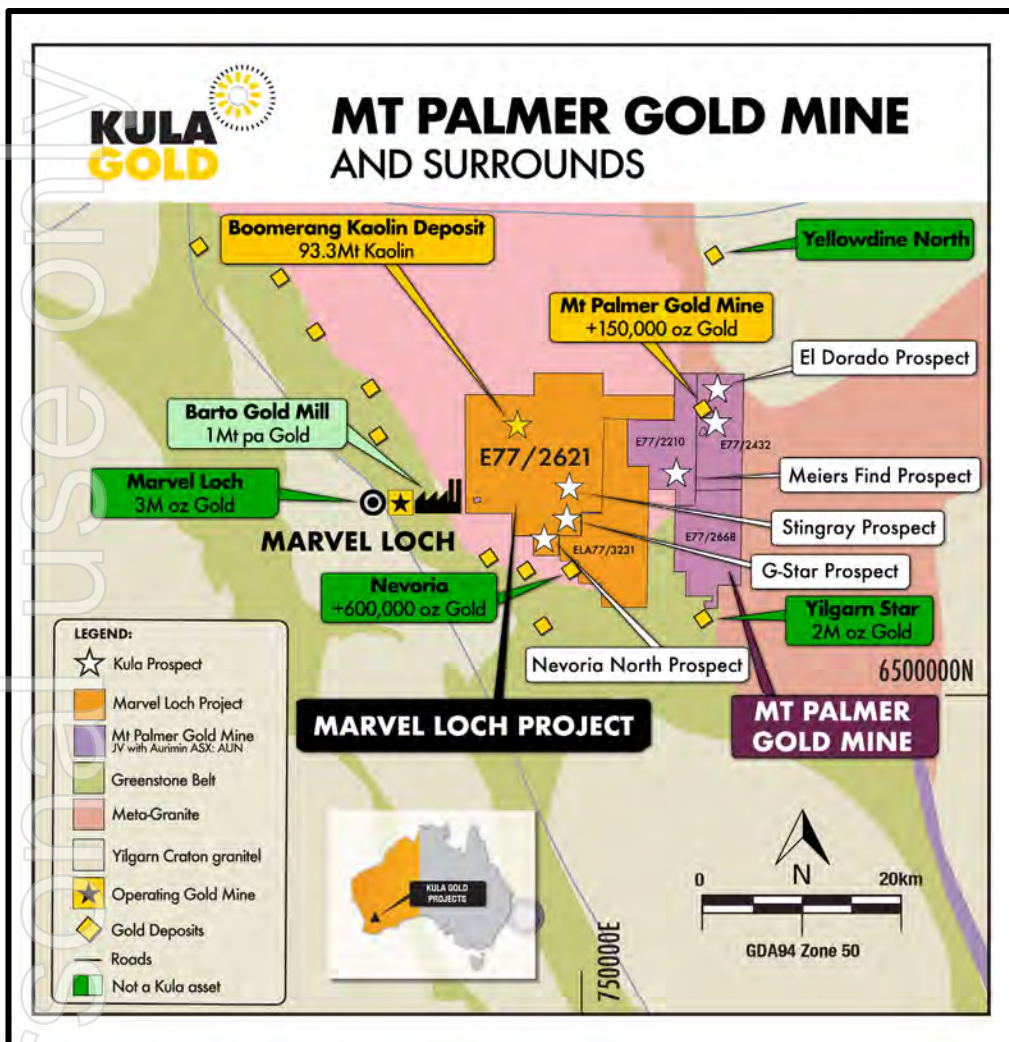 KULA
GOLD
MT PALMER GOLD MINE
AND SURROUNDS
Boomerang Kaolin Deposit
93.3Mt Kaolin
Yellowdine North
Mt Palmer Gold Mine
+150,000 oz Gold
El Dorado Prospect
Barto Gold Mill
1Mt pa Gold
E77/2621
E77/2210
E77/2432
Marvel Loch
3M oz Gold
Meiers Find Prospect
MARVEL LOCH
Stingray Prospect
E77/2668
ELA77/3231
G-Star Prospect
Nevoria
+600,000 oz Gold
Yilgarn Star
2M oz Gold
Nevoria North Prospect
6500000N
MARVEL LOCH PROJECT
MT PALMER
GOLD MINE
LEGEND:
Kula Prospect
Marvel Loch Project
Mt Palmer Gold Mine
JV with Aurimin ASX: AUN
Greenstone Belt
Meta-Granite
Yilgarn Craton granitel
Operating Gold Mine
Gold Deposits
Roads
Not a Kula asset
KULA GOLD
PROJECTS
750000E
N
0 20km
GDA94 Zone 50
sonal use only